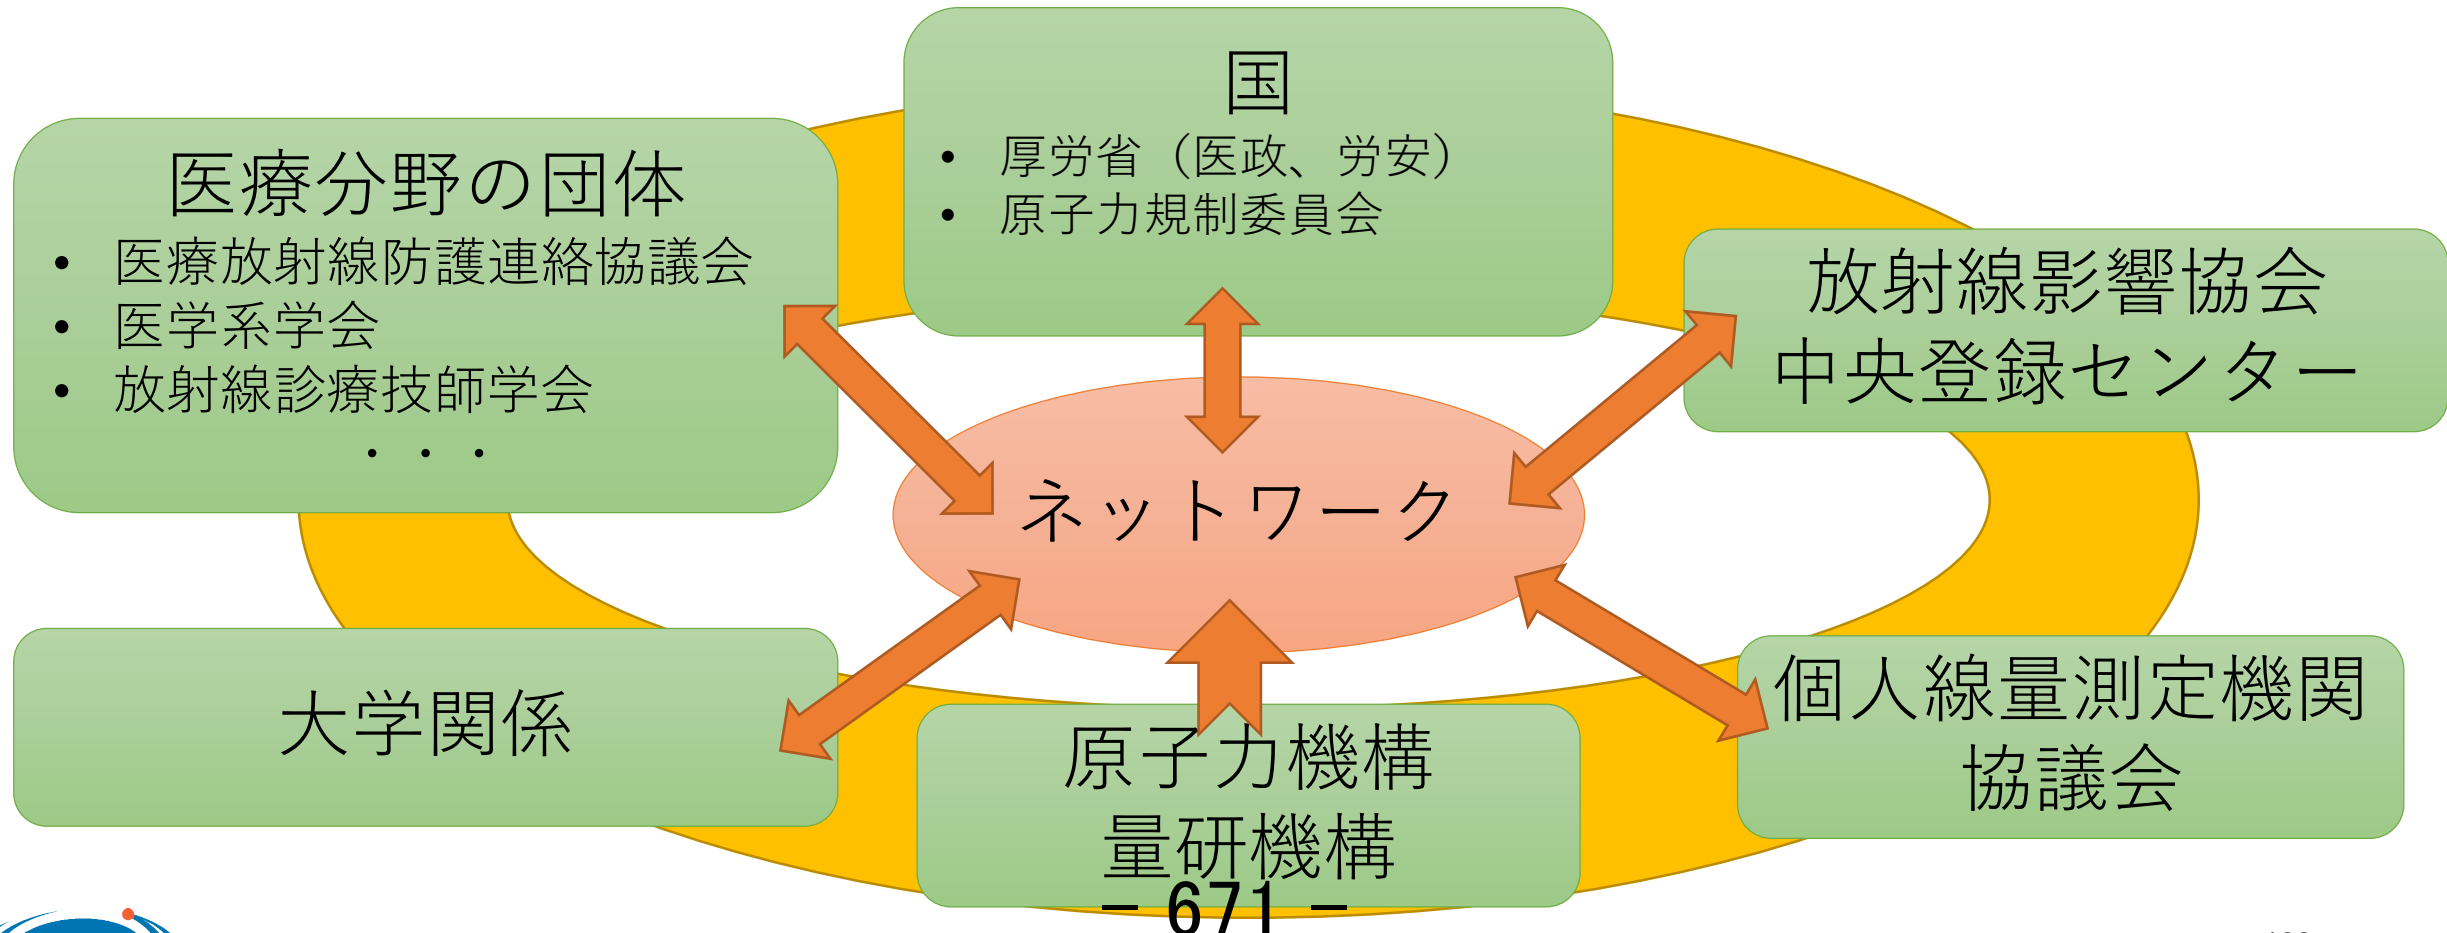 国
• 厚労省（医政、労安）
• 原子力規制委員会
医療分野の団体
• 医療放射線防護連絡協議会
• 医学系学会
• 放射線診療技師学会
・・・
放射線影響協会
中央登録センター
ネットワーク
大学関係
原子力機構
量研機構
個人線量測定機関
協議会
− 671 −